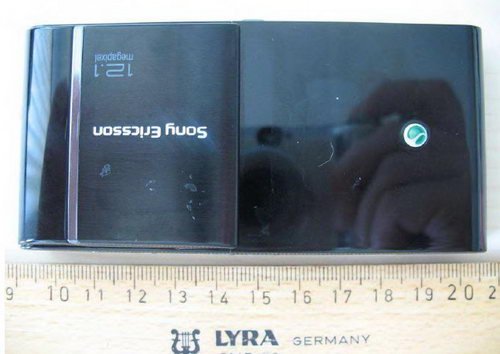 12.1
megapixel
Sony Ericsson
9 10 11 12 13 14 15 16 17 18 19 20 2
LYRA GERMANY